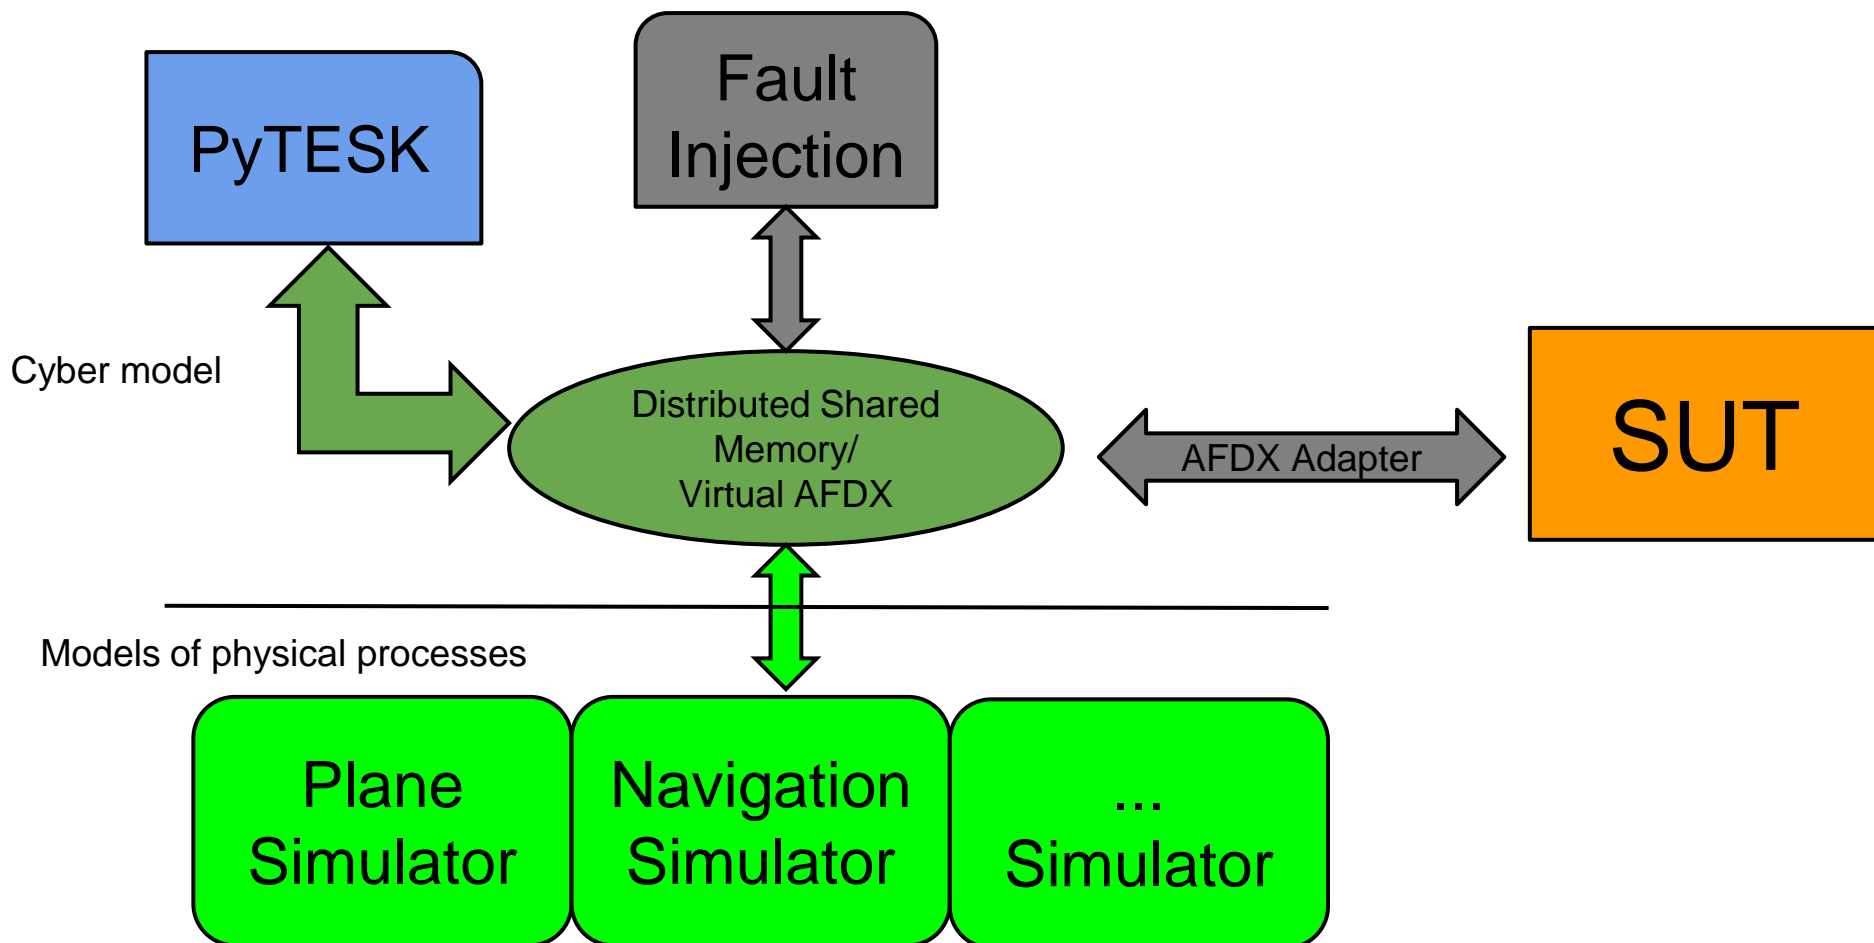 PyTESK
Fault
Injection
Cyber model
Distributed Shared
Memory/
Virtual AFDX
AFDX Adapter
SUT
Models of physical processes
Plane
Simulator
Navigation
Simulator
...
Simulator